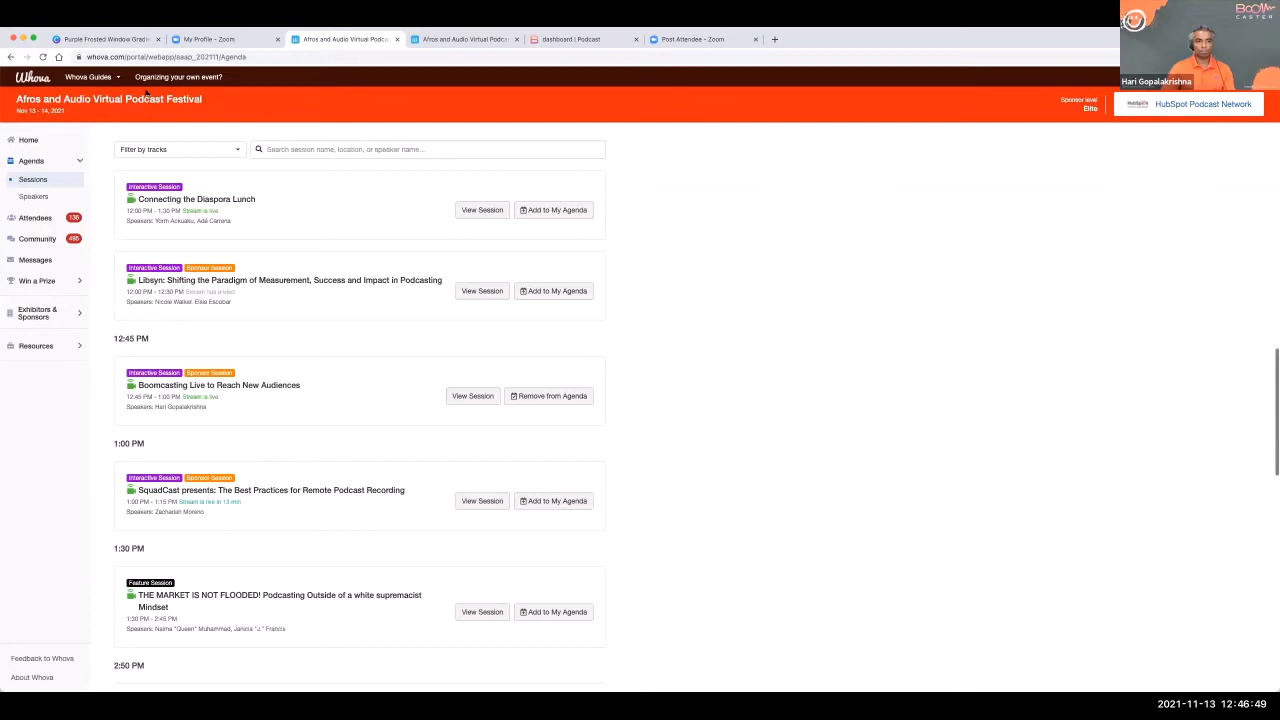 Purple Frosted Window Gradie
My Profile - Zoom
Afros and Audio Virtual Podcas
Afros and Audio Virtual Podca
dashboard | Podcast
Post Attendee - Zoom
whova.com/portal/webapp/aaap_202111/Agenda
BOOM
CASTER
Hari Gopalakrishna
Whova
Whova Guides
Organizing your own event?
Afros and Audio Virtual Podcast Festival
Nov 13 - 14, 2021
Sponsor level
Elite
HubSpot
HubSpot Podcast Network
Home
Agenda
Sessions
Speakers
Attendees
136
Community
495
Messages
Win a Prize
Exhibitors &
Sponsors
Resources
Feedback to Whova
About Whova
Filter by tracks
Search session name, location, or speaker name...
Interactive Session
Connecting the Diaspora Lunch
12:00 PM - 1:30 PM Stream is live
Speakers: Yorm Ackuaku, Adá Camena
View Session
Add to My Agenda
Interactive Session Sponsor Session
Libsyn: Shifting the Paradigm of Measurement, Success and Impact in Podcasting
12:00 PM - 12:30 PM Stream has ended
Speakers: Nicole Walker, Elsie Escobar
View Session
Add to My Agenda
12:45 PM
Interactive Session Sponsor Session
Boomcasting Live to Reach New Audiences
12:45 PM - 1:00 PM Stream is live
Speakers: Hari Gopalakrishna
View Session
Remove from Agenda
1:00 PM
Interactive Session Sponsor Session
SquadCast presents: The Best Practices for Remote Podcast Recording
1:00 PM - 1:15 PM Stream is live in 13 min
Speakers: Zachariah Moreno
View Session
Add to My Agenda
1:30 PM
Feature Session
THE MARKET IS NOT FLOODED! Podcasting Outside of a white supremacist
Mindset
1:30 PM - 2:45 PM
Speakers: Naima "Queen" Muhammad, Janicia "J." Francis
View Session
Add to My Agenda
2:50 PM
2021-11-13 12:46:49